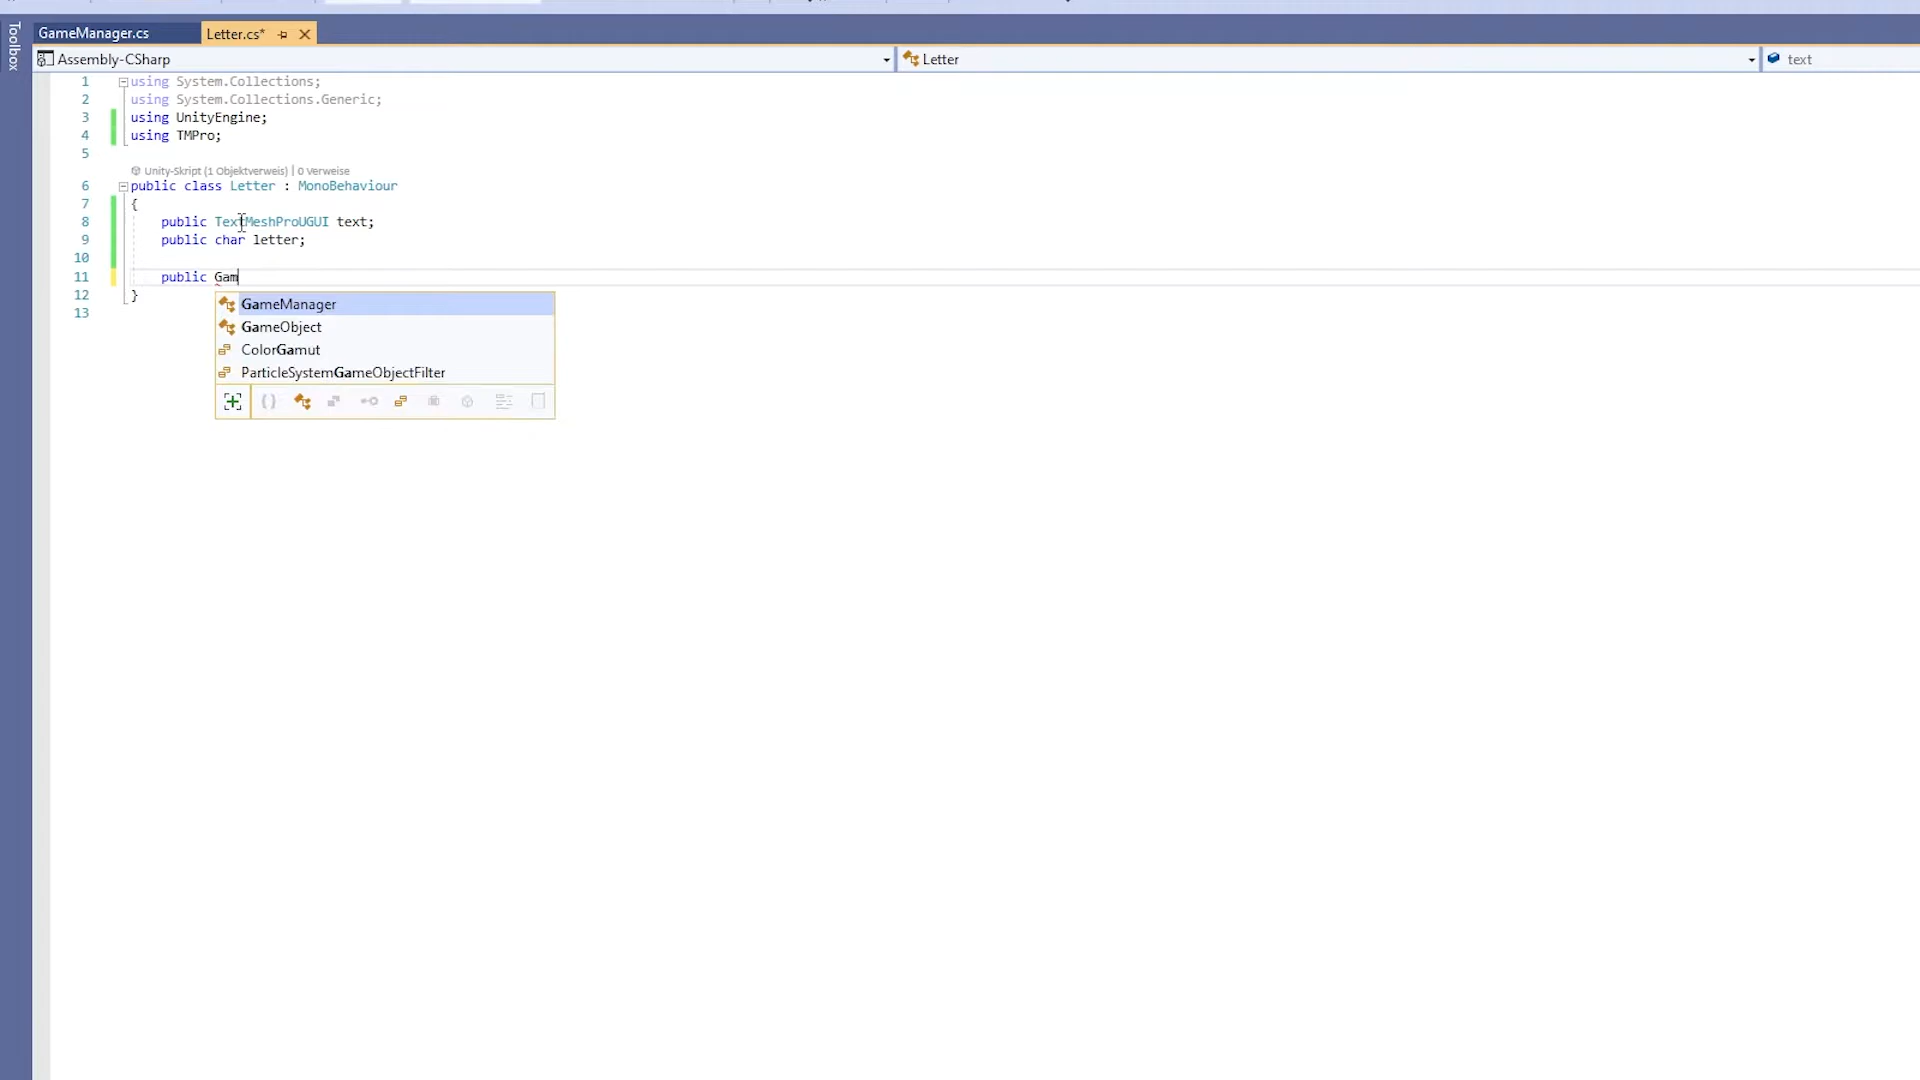 Toolbox
GameManager.cs
Letter.cs*
Assembly-CSharp
Letter
text
1 using System.Collections;
2 using System.Collections.Generic;
3 using UnityEngine;
4 using TMPro;
5
Unity-Skript (1 Objektverweis) | 0 Verweise
6 public class Letter : MonoBehaviour
7 {
8 public TextMeshProUGUI text;
9 public char letter;
10
11 public Gam
12 }
13
GameManager
GameObject
ColorGamut
ParticleSystemGameObjectFilter